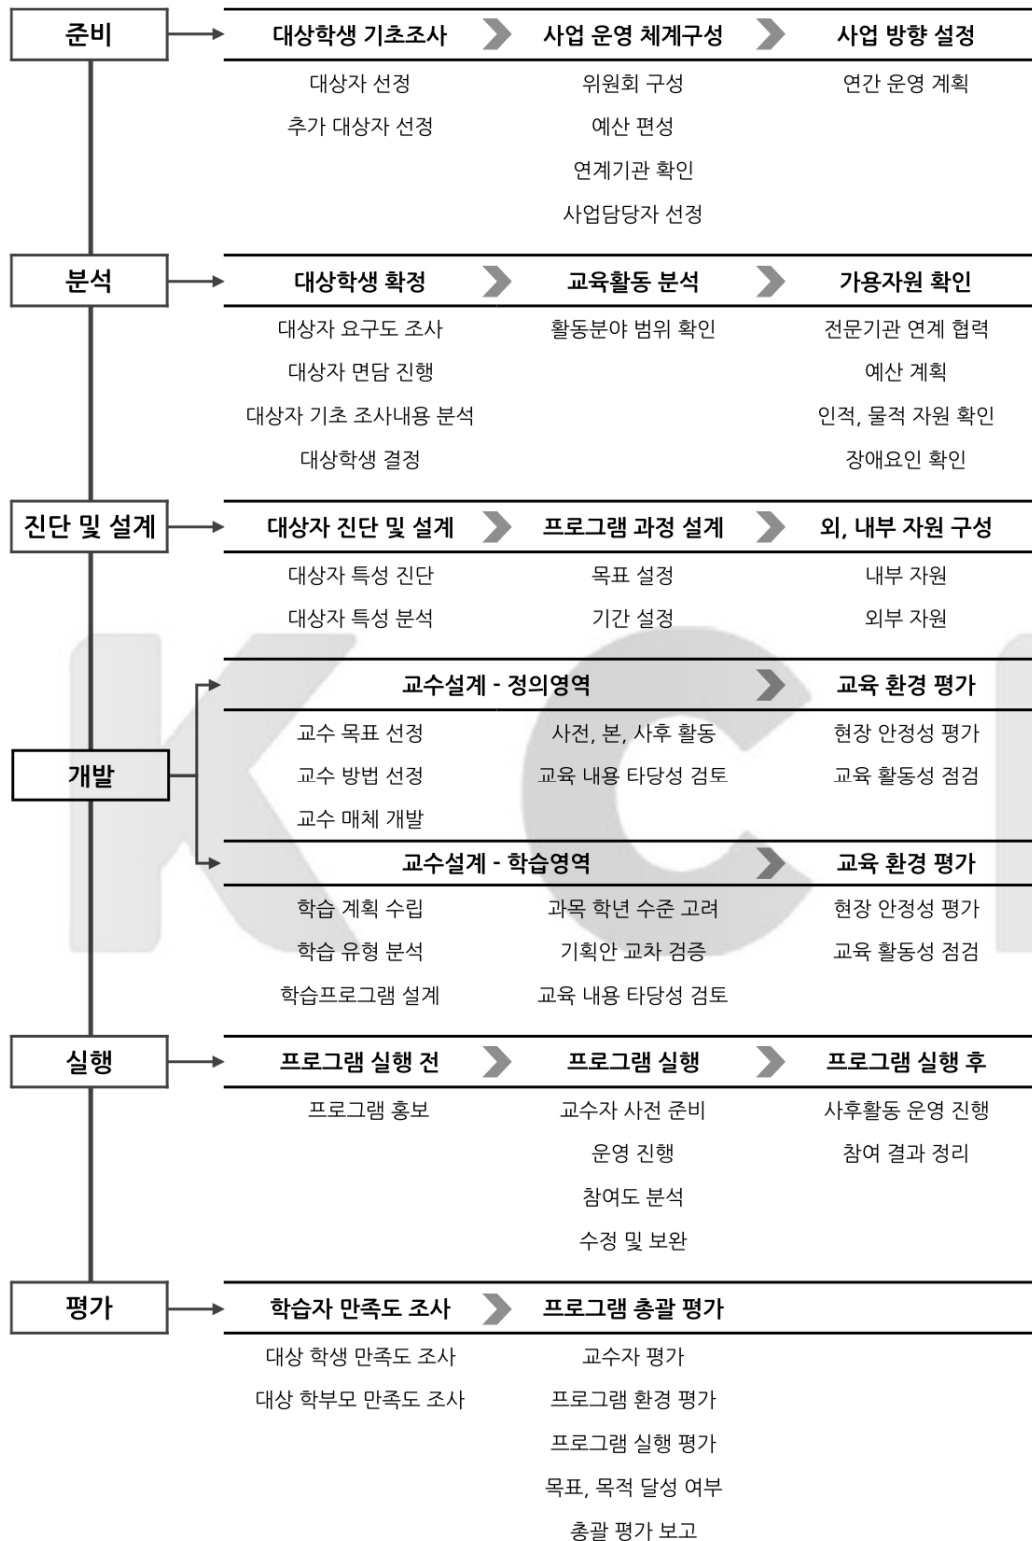 준비
대상학생 기초조사 사업 운영 체계구성 사업 방향 설정
대상자 선정 위원회 구성 연간 운영 계획
추가 대상자 선정 예산 편성
연계기관 확인
사업담당자 선정
분석
대상학생 확정 교육활동 분석 가용자원 확인
대상자 요구도 조사 활동분야 범위 확인 전문기관 연계 협력
대상자 면담 진행 예산 계획
대상자 기초 조사내용 분석 인적, 물적 자원 확인
대상학생 결정 장애요인 확인
진단 및 설계
대상자 진단 및 설계 프로그램 과정 설계 외, 내부 자원 구성
대상자 특성 진단 목표 설정 내부 자원
대상자 특성 분석 기간 설정 외부 자원
개발
교수설계 - 정의영역 교육 환경 평가
교수 목표 선정 사전, 본, 사후 활동 현장 안정성 평가
교수 방법 선정 교육 내용 타당성 검토 교육 활동성 점검
교수 매체 개발
교수설계 - 학습영역 교육 환경 평가
학습 계획 수립 과목 학년 수준 고려 현장 안정성 평가
학습 유형 분석 기획안 교차 검증 교육 활동성 점검
학습프로그램 설계 교육 내용 타당성 검토
실행
프로그램 실행 전 프로그램 실행 프로그램 실행 후
프로그램 홍보 교수자 사전 준비 사후활동 운영 진행
운영 진행 참여 결과 정리
참여도 분석
수정 및 보완
평가
학습자 만족도 조사 프로그램 총괄 평가
대상 학생 만족도 조사 교수자 평가
대상 학부모 만족도 조사 프로그램 환경 평가
프로그램 실행 평가
목표, 목적 달성 여부
총괄 평가 보고
KCI